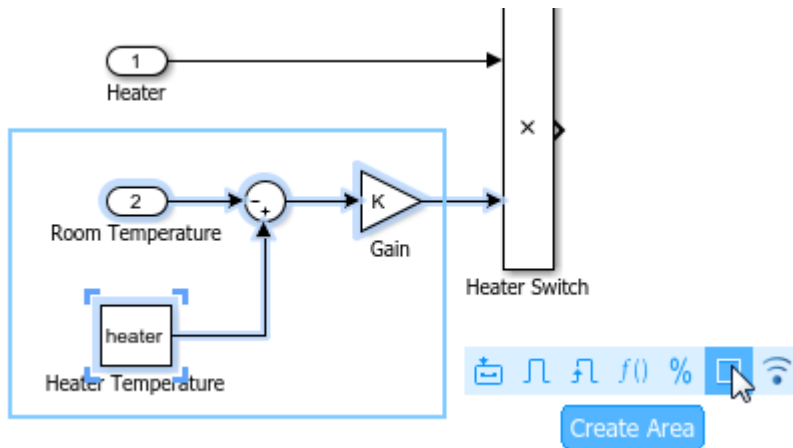 1
Heater
×
2
- +
K
Room Temperature
Gain
Heater Switch
heater
Heater Temperature
f() %
Create Area